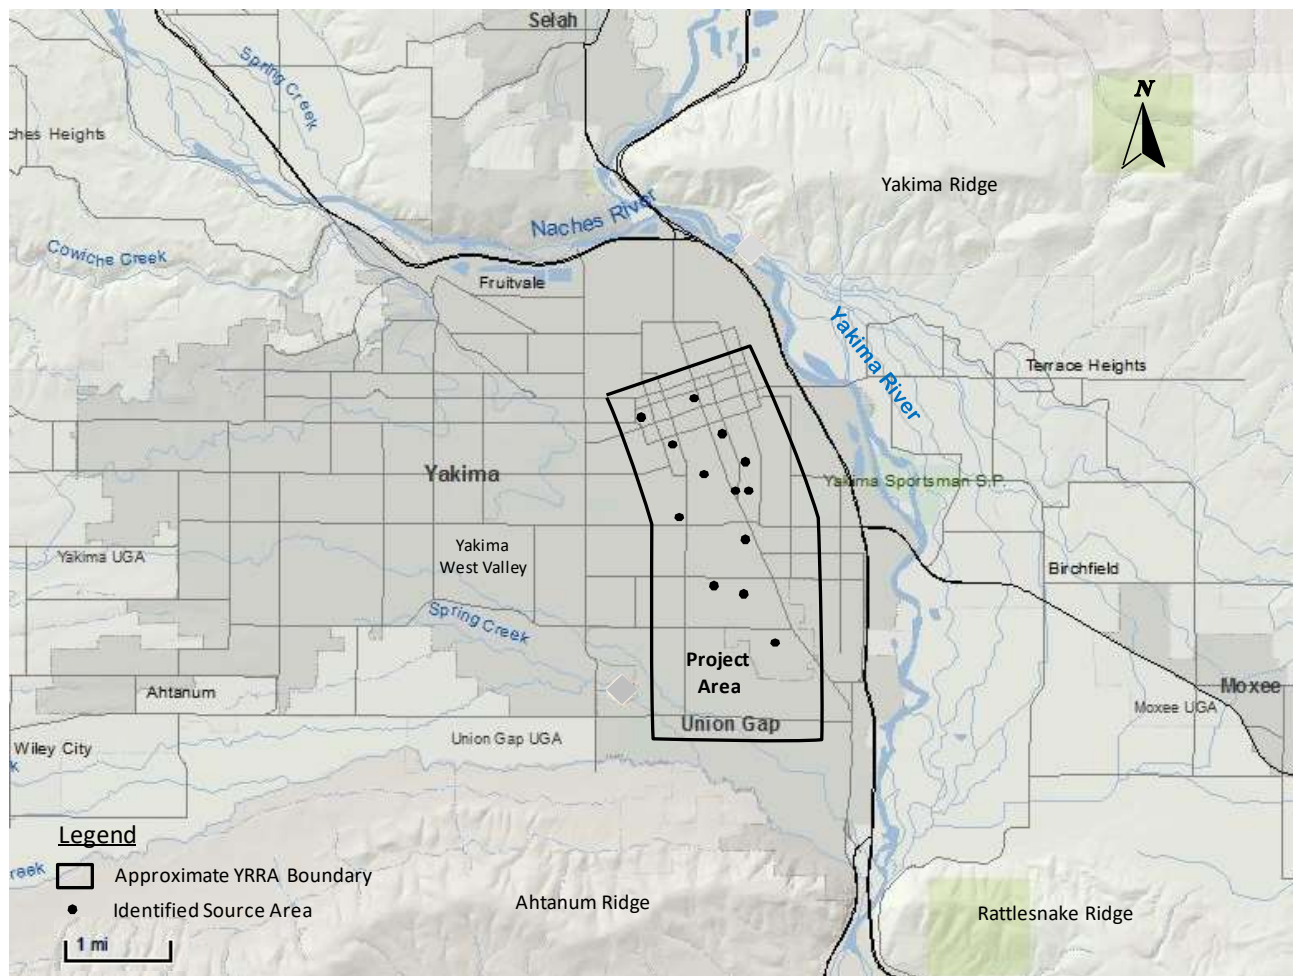 Selah
Spring Creek
N
ches Heights
Yakima Ridge
Naches River
Cowiche Creek
Fruitvale
Yakima River
Terrace Heights
Yakima
Yakima Sportsman S.P.
Yakima UGA
Yakima
West Valley
Birchfield
Spring Creek
Project
Area
Ahtanum
Moxee
Moxee UGA
Union Gap
Union Gap UGA
Wiley City
k
Legend
reek
Approximate YRRA Boundary
Identified Source Area
Ahtanum Ridge
Rattlesnake Ridge
1 mi